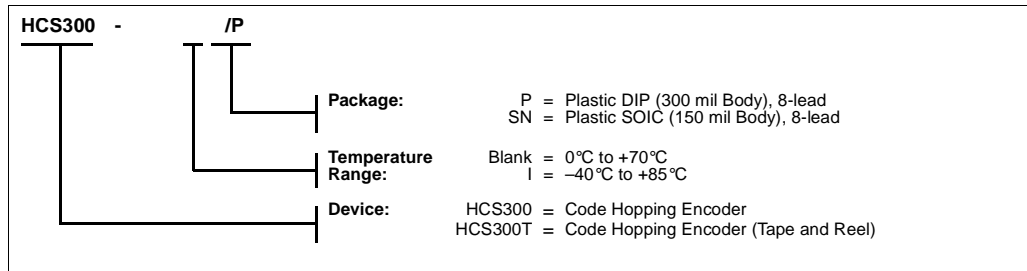 HCS300 - /P
Package: P = Plastic DIP (300 mil Body), 8-lead
SN = Plastic SOIC (150 mil Body), 8-lead
Temperature Blank = 0°C to +70°C
Range: I = –40°C to +85°C
Device: HCS300 = Code Hopping Encoder
HCS300T = Code Hopping Encoder (Tape and Reel)